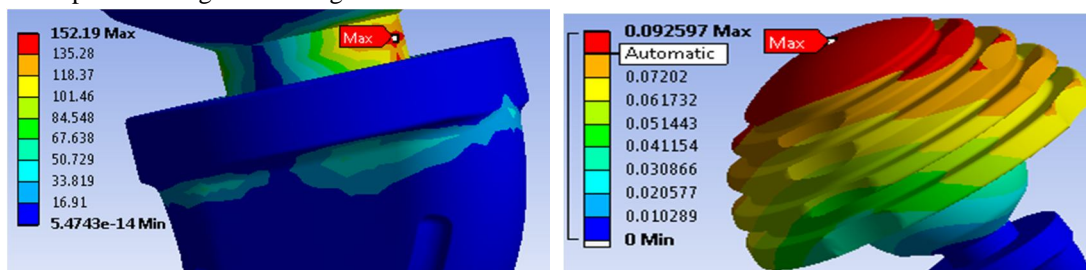 152.19 Max
135.28
118.37
101.46
84.548
67.638
50.729
33.819
16.91
5.4743e-14 Min
Max
0.092597 Max
Automatic
0.07202
0.061732
0.051443
0.041154
0.030866
0.020577
0.010289
0 Min
Max